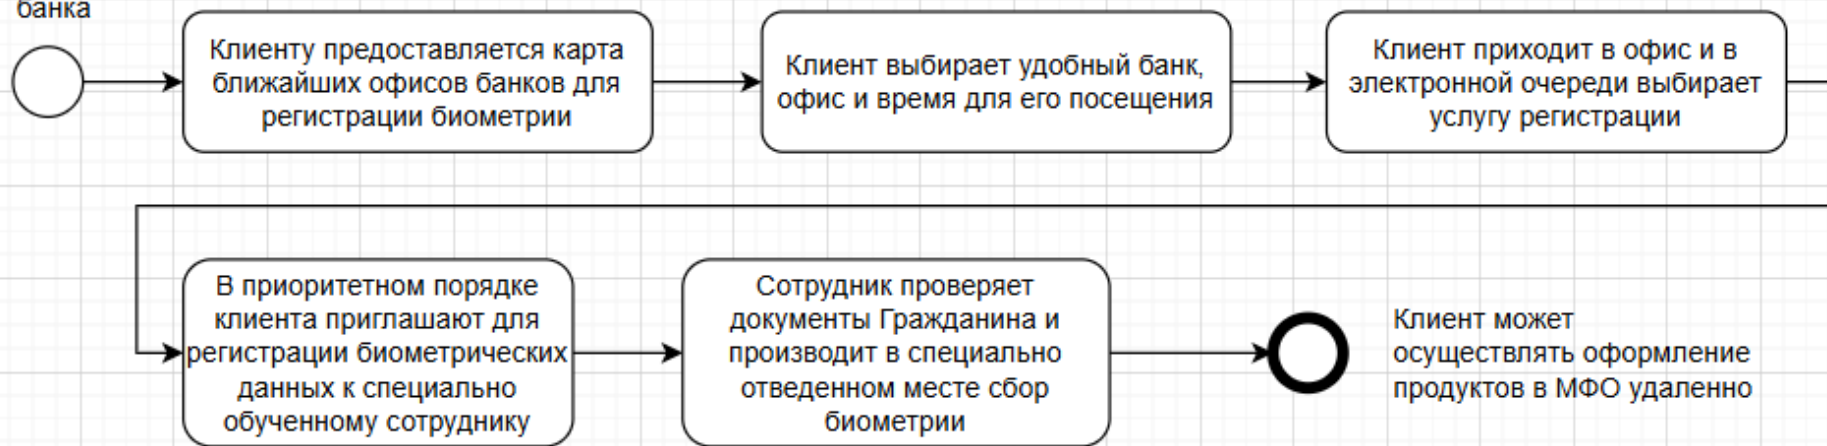 банка
Клиенту предоставляется карта
ближайших офисов банков для
регистрации биометрии
Клиент выбирает удобный банк,
офис и время для его посещения
Клиент приходит в офис и в
электронной очереди выбирает
услугу регистрации
В приоритетном порядке
клиента приглашают для
регистрации биометрических
данных к специально
обученному сотруднику
Сотрудник проверяет
документы Гражданина и
производит в специально
отведенном месте сбор
биометрии
Клиент может
осуществлять оформление
продуктов в МФО удаленно